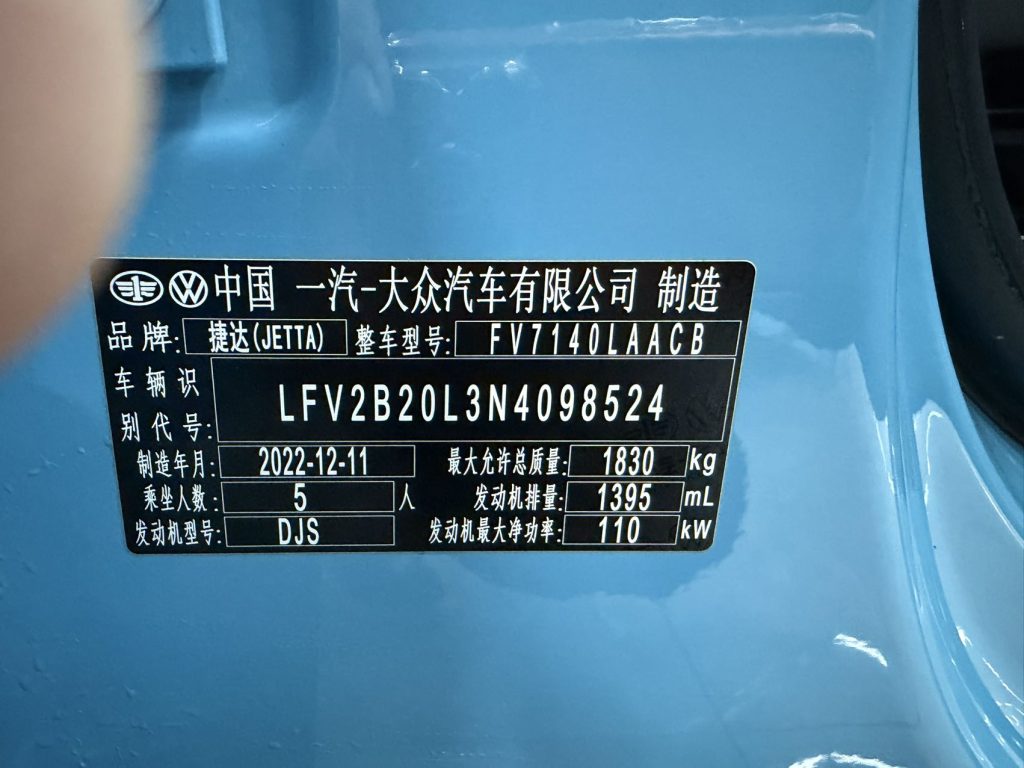 中国 一汽-大众汽车有限公司 制造
品牌: 捷达(JETTA) 整车型号: FV7140LAACB
车辆识别代号: LFV2B20L3N4098524
制造年月: 2022-12-11 最大允许总质量: 1830 kg
乘坐人数: 5 人 发动机排量: 1395 mL
发动机型号: DJS 发动机最大净功率: 110 kW